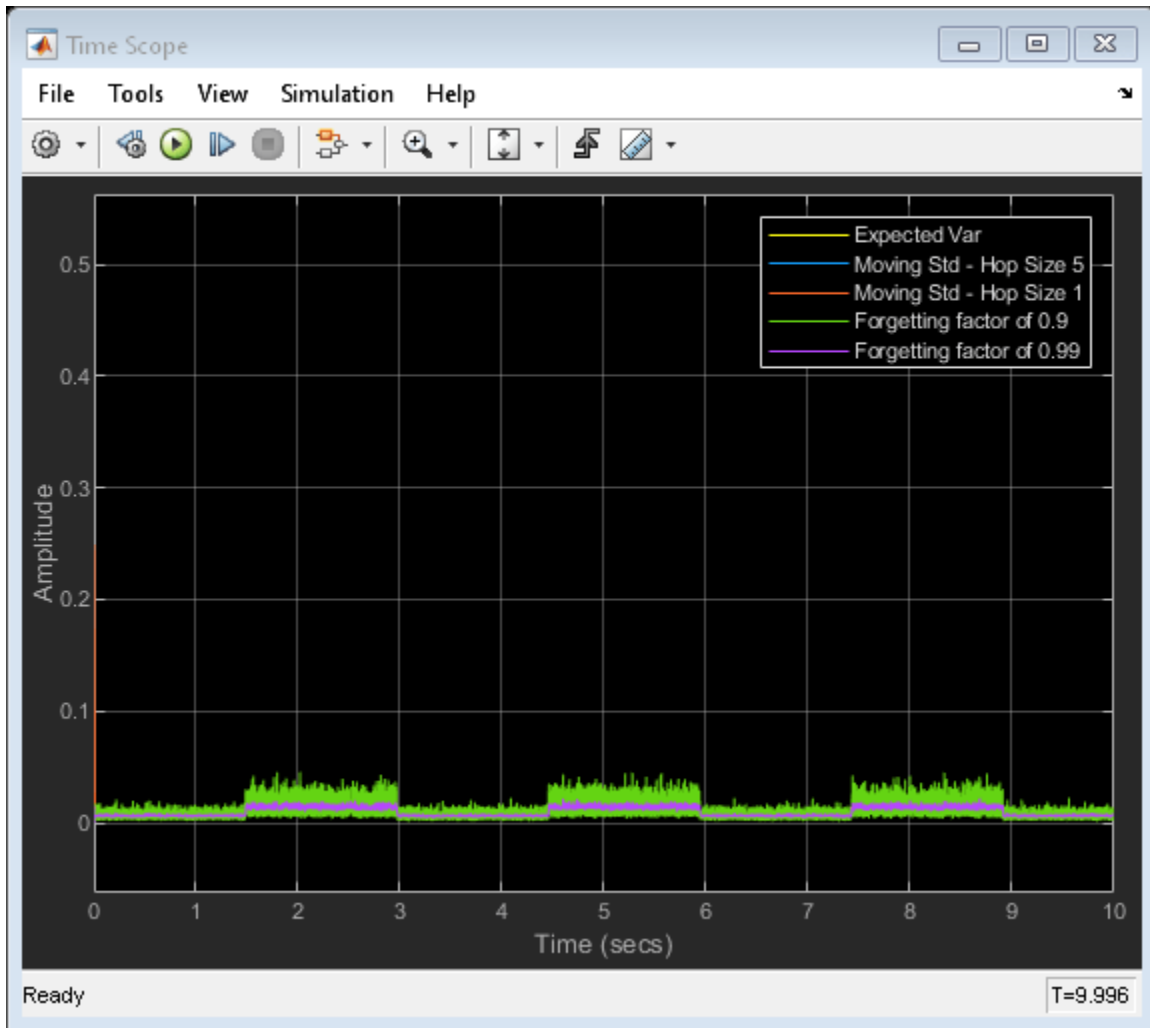 Time Scope
File Tools View Simulation Help
Expected Var
Moving Std - Hop Size 5
Moving Std - Hop Size 1
Forgetting factor of 0.9
Forgetting factor of 0.99
0.5
0.4
0.3
0.2
0.1
0
Amplitude
0 1 2 3 4 5 6 7 8 9 10
Time (secs)
Ready T=9.996